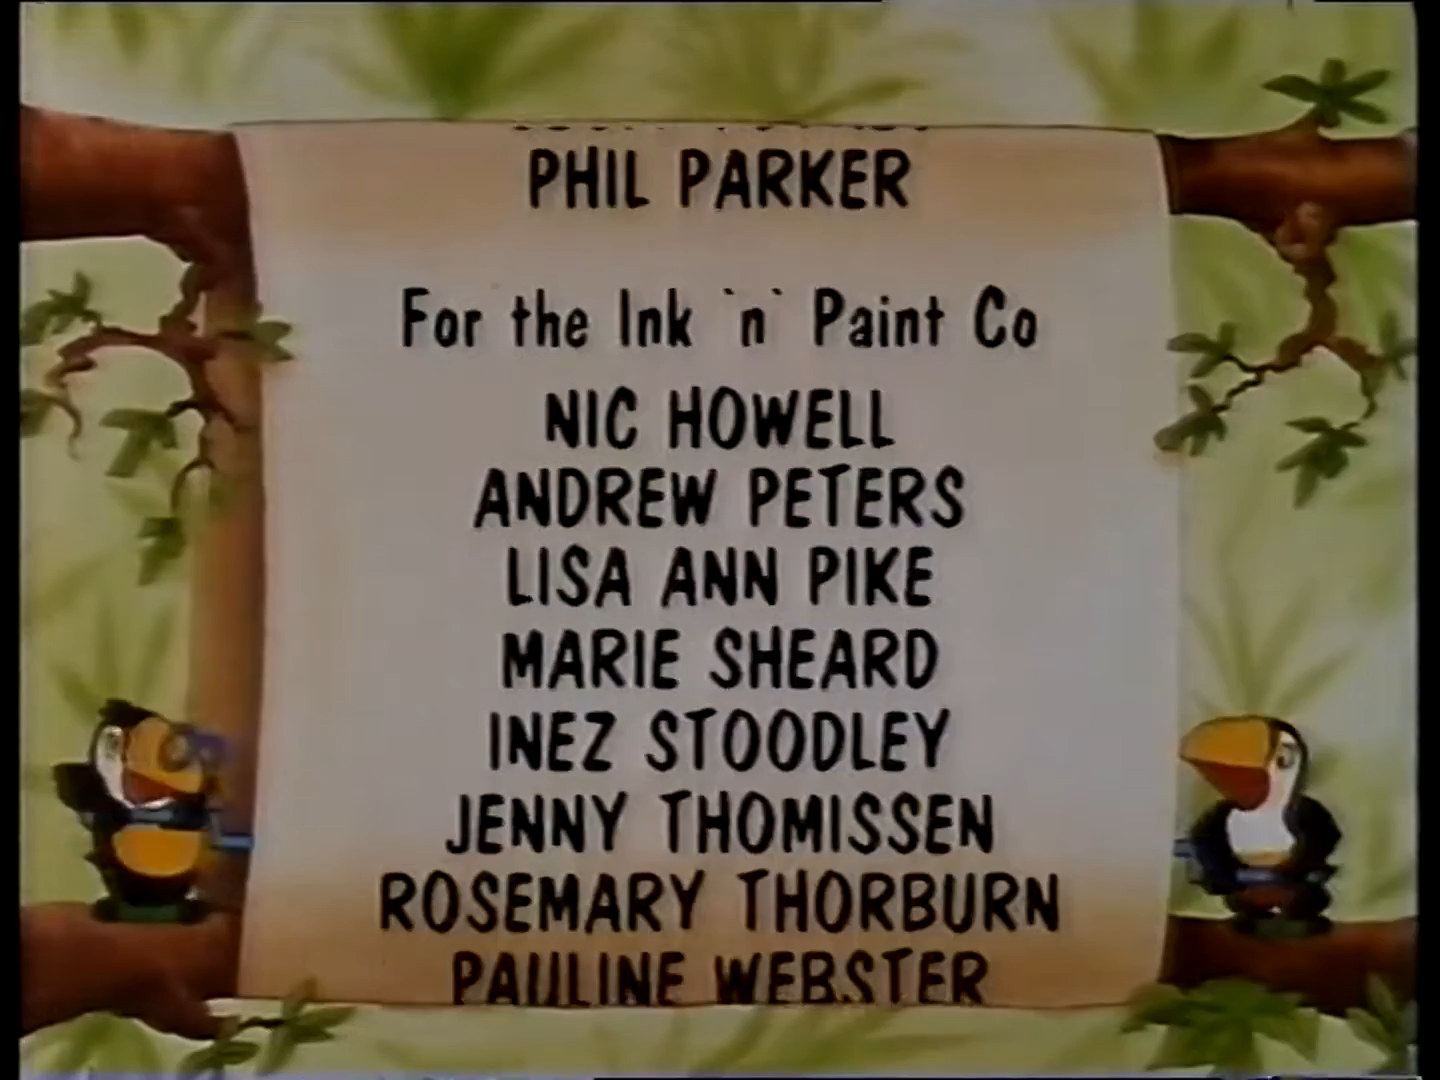 PHIL PARKER
For the Ink `n` Paint Co
NIC HOWELL
ANDREW PETERS
LISA ANN PIKE
MARIE SHEARD
INEZ STOODLEY
JENNY THOMISSEN
ROSEMARY THORBURN
PAULINE WEBSTER